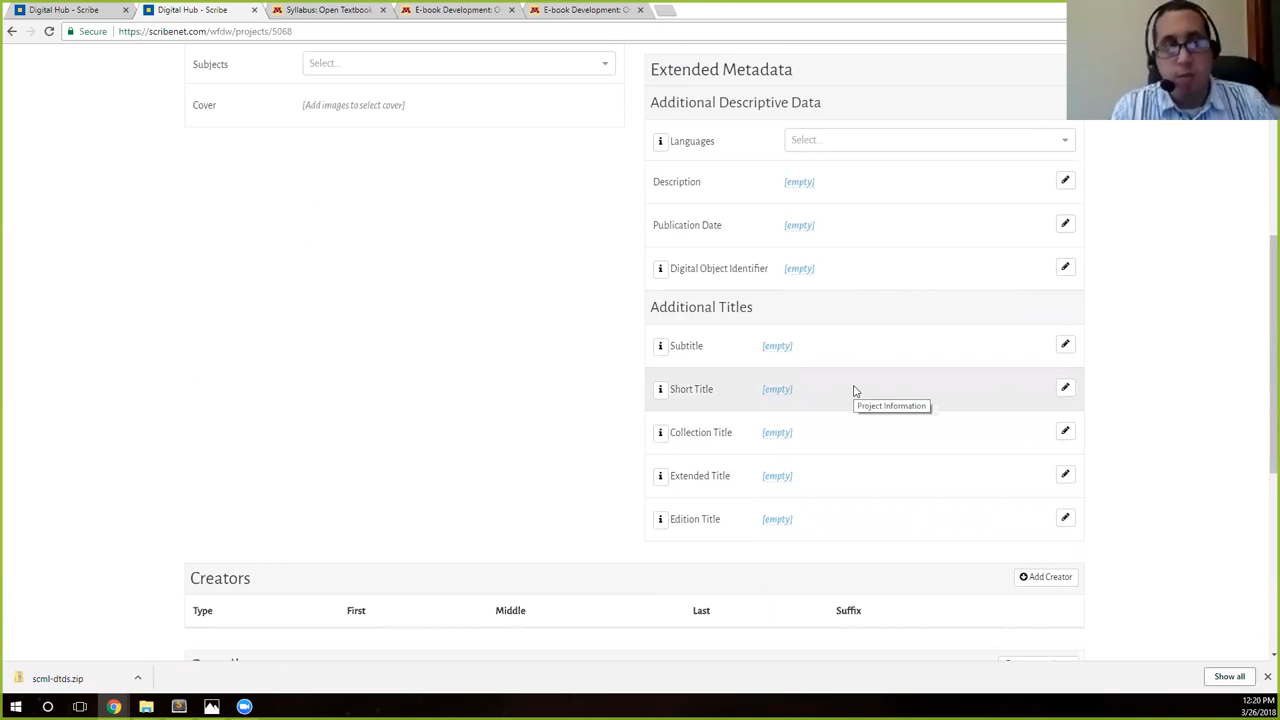 Digital Hub - Scribe
Digital Hub - Scribe
Syllabus: Open Textbook
E-book Development: O
E-book Development: O
Secure
https://scribenet.com/wfdw/projects/5068
Subjects
Select...
Cover
[Add images to select cover]
Extended Metadata
Additional Descriptive Data
Languages
Select...
Description
[empty]
Publication Date
[empty]
Digital Object Identifier
[empty]
Additional Titles
Subtitle
[empty]
Short Title
[empty]
Project Information
Collection Title
[empty]
Extended Title
[empty]
Edition Title
[empty]
Creators
Add Creator
Type First Middle Last Suffix
scml-dtds.zip
Show all
12:20 PM
3/26/2018